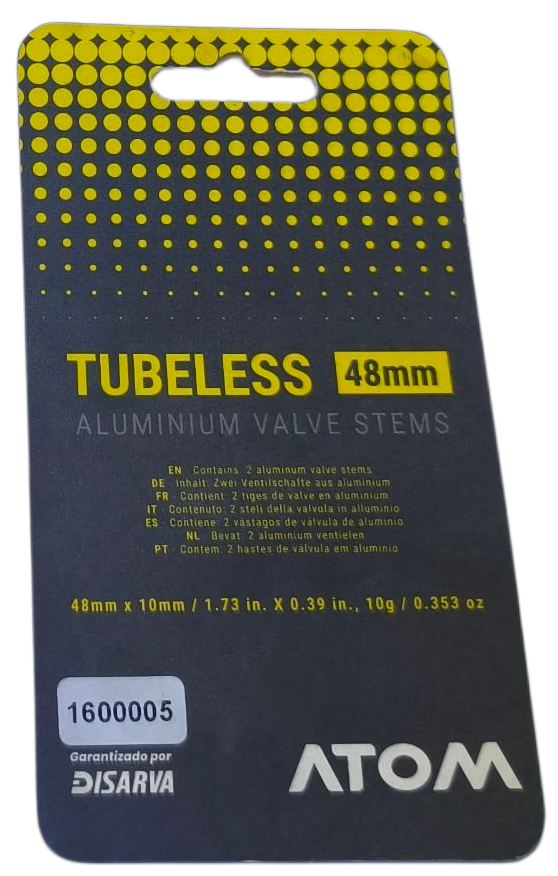 TUBELESS 48mm
ALUMINIUM VALVE STEMS
EN · Contains: 2 aluminum valve stems
DE · Inhalt: Zwei Ventilschafte aus aluminium
FR · Contient: 2 tiges de valve en aluminium
IT · Contenuto: 2 steli della valvola in alluminio
ES · Contiene: 2 vástagos de válvula de aluminio
NL · Bevat: 2 aluminium ventielen
PT · Contem: 2 hastes de válvula em aluminio
48mm x 10mm / 1.73 in. X 0.39 in., 10g / 0.353 oz
1600005
Garantizado por
DISARVA
ATOM